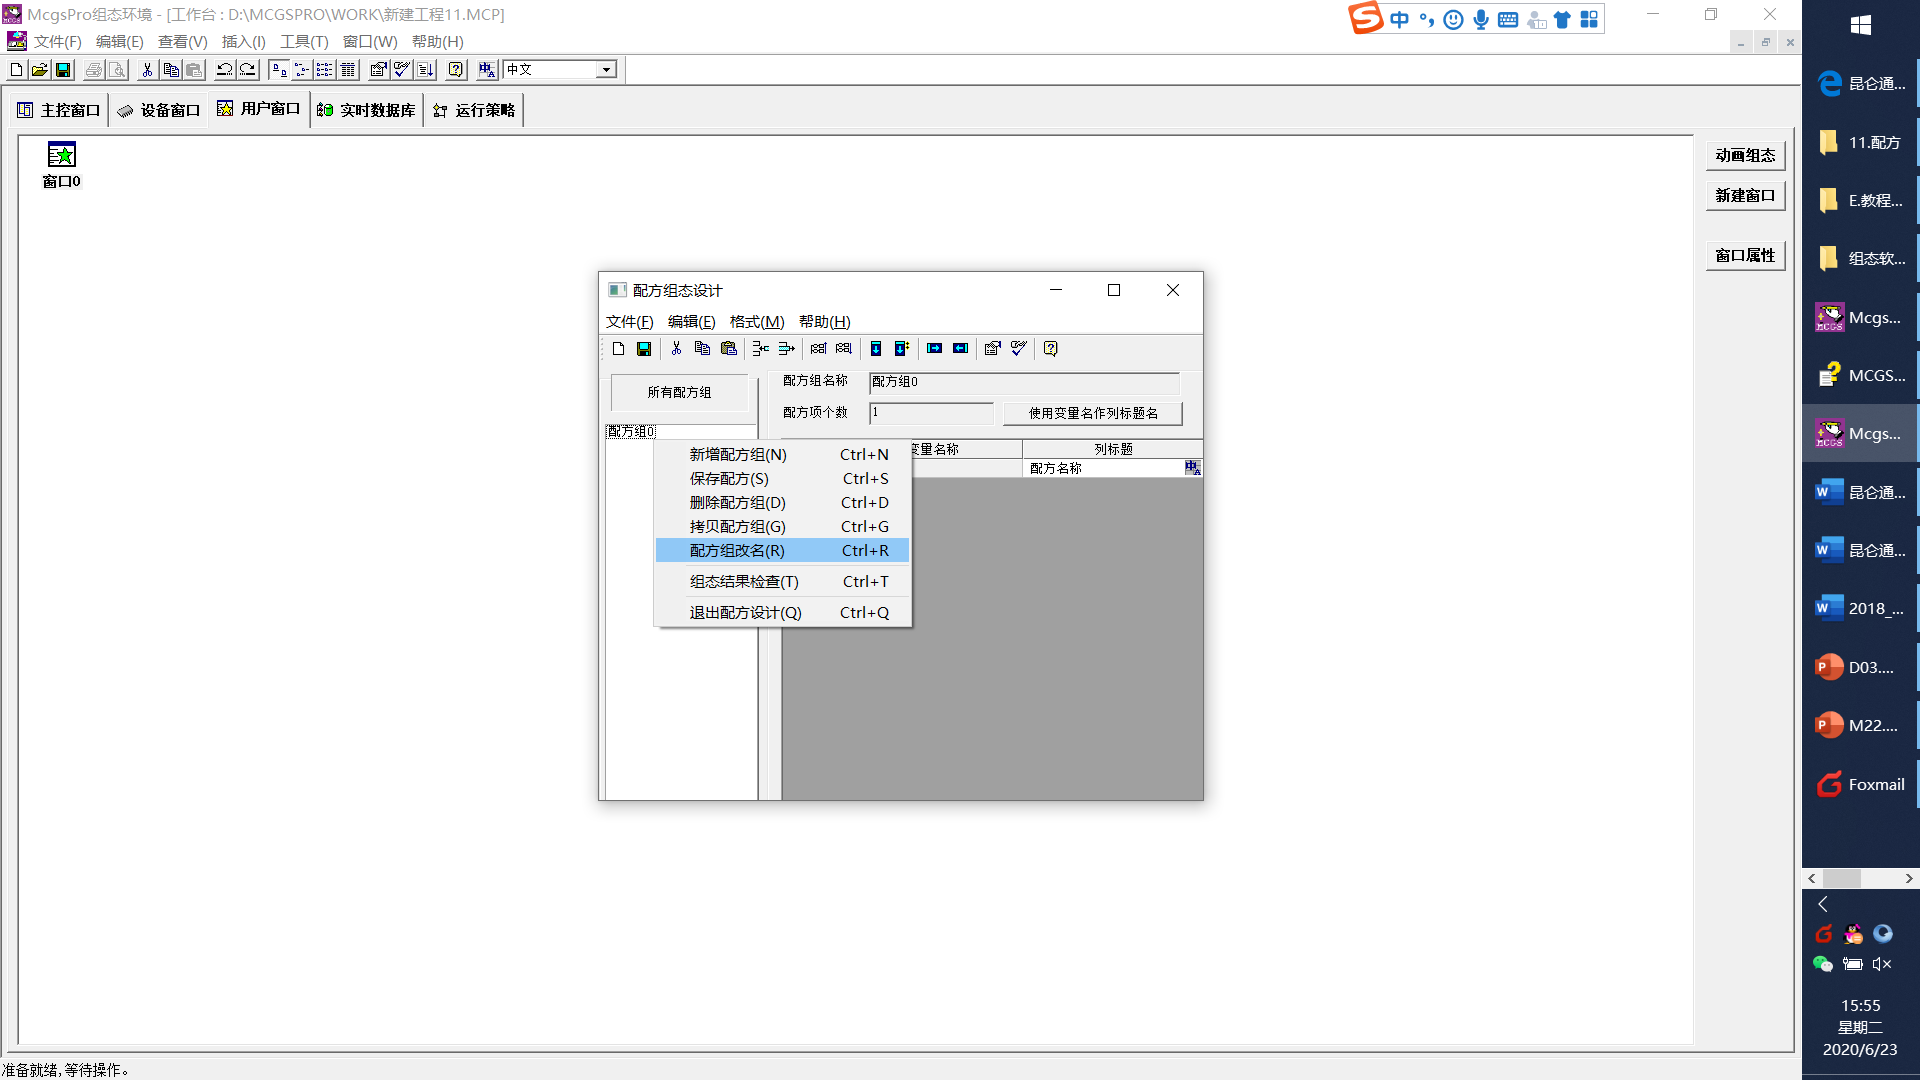 McgsPro组态环境 - [工作台 : D:\MCGSPRO\WORK\新建工程11.MCP]
中
文件(F) 编辑(E) 查看(V) 插入(I) 工具(T) 窗口(W) 帮助(H)
中文
主控窗口 设备窗口 用户窗口 实时数据库 运行策略
窗口0
动画组态
新建窗口
窗口属性
配方组态设计
文件(F) 编辑(E) 格式(M) 帮助(H)
所有配方组
配方组名称 配方组0
配方项个数 1 使用变量名作列标题名
配方组0
变量名称 列标题
配方名称
新增配方组(N) Ctrl+N
保存配方(S) Ctrl+S
删除配方组(D) Ctrl+D
拷贝配方组(G) Ctrl+G
配方组改名(R) Ctrl+R
组态结果检查(T) Ctrl+T
退出配方设计(Q) Ctrl+Q
昆仑通...
11.配方
E.教程...
组态软...
Mcgs...
MCGS...
Mcgs...
昆仑通...
昆仑通...
2018_...
D03....
M22....
Foxmail
15:55
星期二
2020/6/23
准备就绪,等待操作。